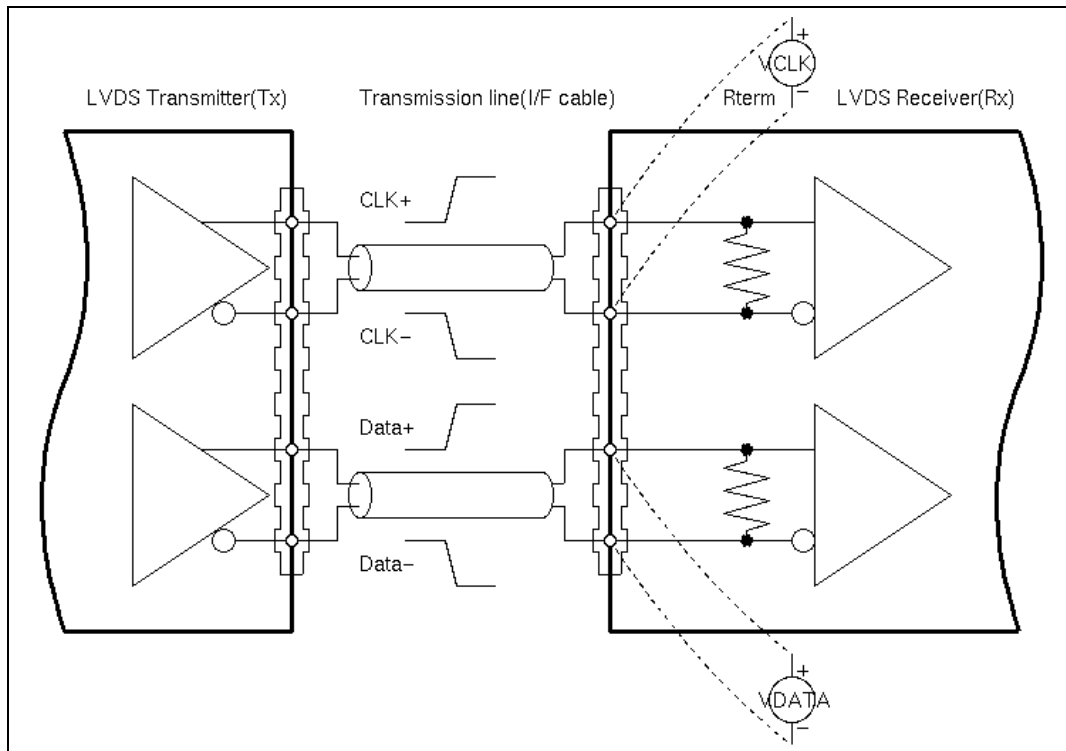 +
VCLK
−
LVDS Transmitter(Tx) Transmission line(I/F cable) Rterm LVDS Receiver(Rx)
CLK+
CLK−
Data+
Data−
+
VDATA
−